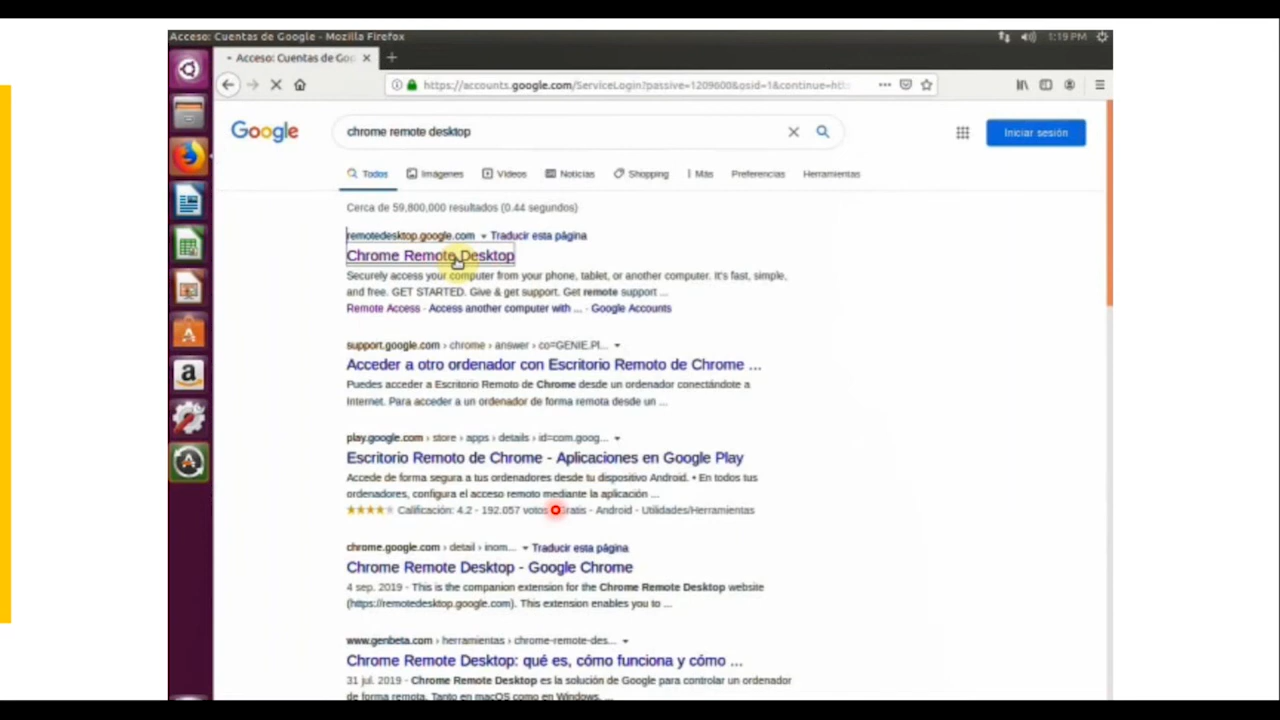 Acceso: Cuentas de Google - Mozilla Firefox
1:19 PM
Acceso: Cuentas de Goo
https://accounts.google.com/ServiceLogin?passive=1209600&osid=1&continue=ht
Google
chrome remote desktop
Iniciar sesión
Todos Imágenes Vídeos Noticias Shopping Más Preferencias Herramientas
Cerca de 59,800,000 resultados (0.44 segundos)
remotedesktop.google.com Traducir esta página
Chrome Remote Desktop
Securely access your computer from your phone, tablet, or another computer. It's fast, simple,
and free. GET STARTED. Give & get support. Get remote support ...
Remote Access · Access another computer with ... · Google Accounts
support.google.com › chrome › answer › co=GENIE.Pl...
Acceder a otro ordenador con Escritorio Remoto de Chrome ...
Puedes acceder a Escritorio Remoto de Chrome desde un ordenador conectándote a
Internet. Para acceder a un ordenador de forma remota desde un ...
play.google.com › store › apps › details › id=com.goog...
Escritorio Remoto de Chrome - Aplicaciones en Google Play
Accede de forma segura a tus ordenadores desde tu dispositivo Android. • En todos tus
ordenadores, configura el acceso remoto mediante la aplicación ...
Calificación: 4.2 - 192.057 votos - Gratis - Android - Utilidades/Herramientas
chrome.google.com › detail › inom... Traducir esta página
Chrome Remote Desktop - Google Chrome
4 sep. 2019 - This is the companion extension for the Chrome Remote Desktop website
(https://remotedesktop.google.com). This extension enables you to ...
www.genbeta.com › herramientas › chrome-remote-des...
Chrome Remote Desktop: qué es, cómo funciona y cómo ...
31 jul. 2019 - Chrome Remote Desktop es la solución de Google para controlar un ordenador
de forma remota. Tanto en macOS como en Windows, ...